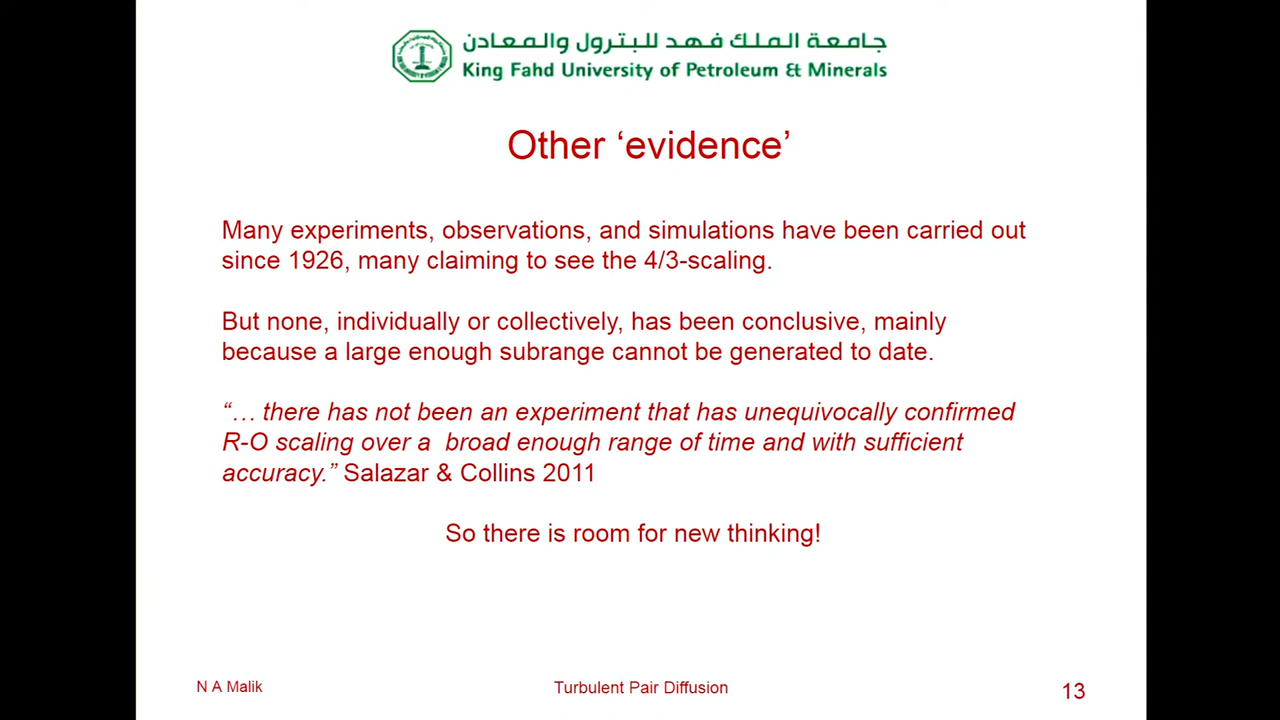 جامعة الملك فهد للبترول والمعادن
King Fahd University of Petroleum & Minerals
Other ‘evidence’
Many experiments, observations, and simulations have been carried out
since 1926, many claiming to see the 4/3-scaling.
But none, individually or collectively, has been conclusive, mainly
because a large enough subrange cannot be generated to date.
“… there has not been an experiment that has unequivocally confirmed
R-O scaling over a broad enough range of time and with sufficient
accuracy.” Salazar & Collins 2011
So there is room for new thinking!
N A Malik
Turbulent Pair Diffusion
13